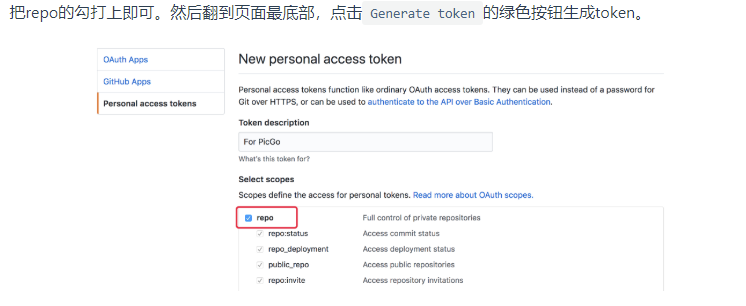 把repo的勾打上即可。然后翻到页面最底部，点击 Generate token 的绿色按钮生成token。
OAuth Apps
GitHub Apps
Personal access tokens
New personal access token
Personal access tokens function like ordinary OAuth access tokens. They can be used instead of a password for
Git over HTTPS, or can be used to authenticate to the API over Basic Authentication.
Token description
For PicGo
What's this token for?
Select scopes
Scopes define the access for personal tokens. Read more about OAuth scopes.
repo Full control of private repositories
repo:status Access commit status
repo_deployment Access deployment status
public_repo Access public repositories
repo:invite Access repository invitations